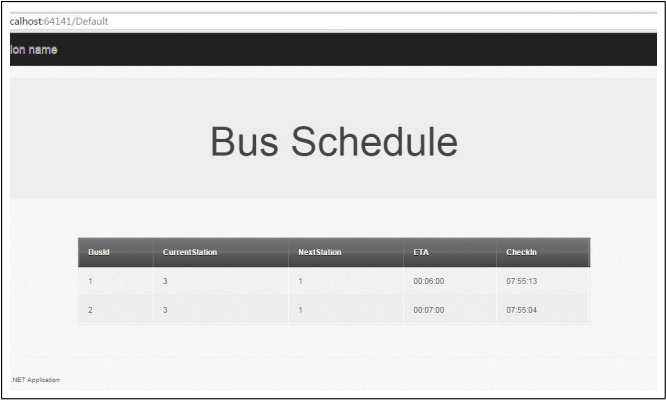 calhost:64141/Default
ion name
Bus Schedule
BusId CurrentStation NextStation ETA CheckIn
1 3 1 00:06:00 07:55:13
2 3 1 00:07:00 07:55:04
.NET Application